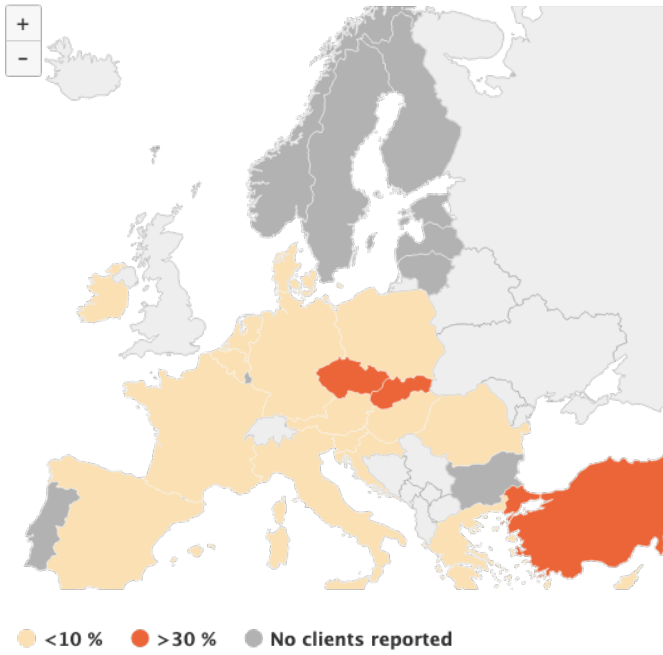 +
–
<10 %
>30 %
No clients reported